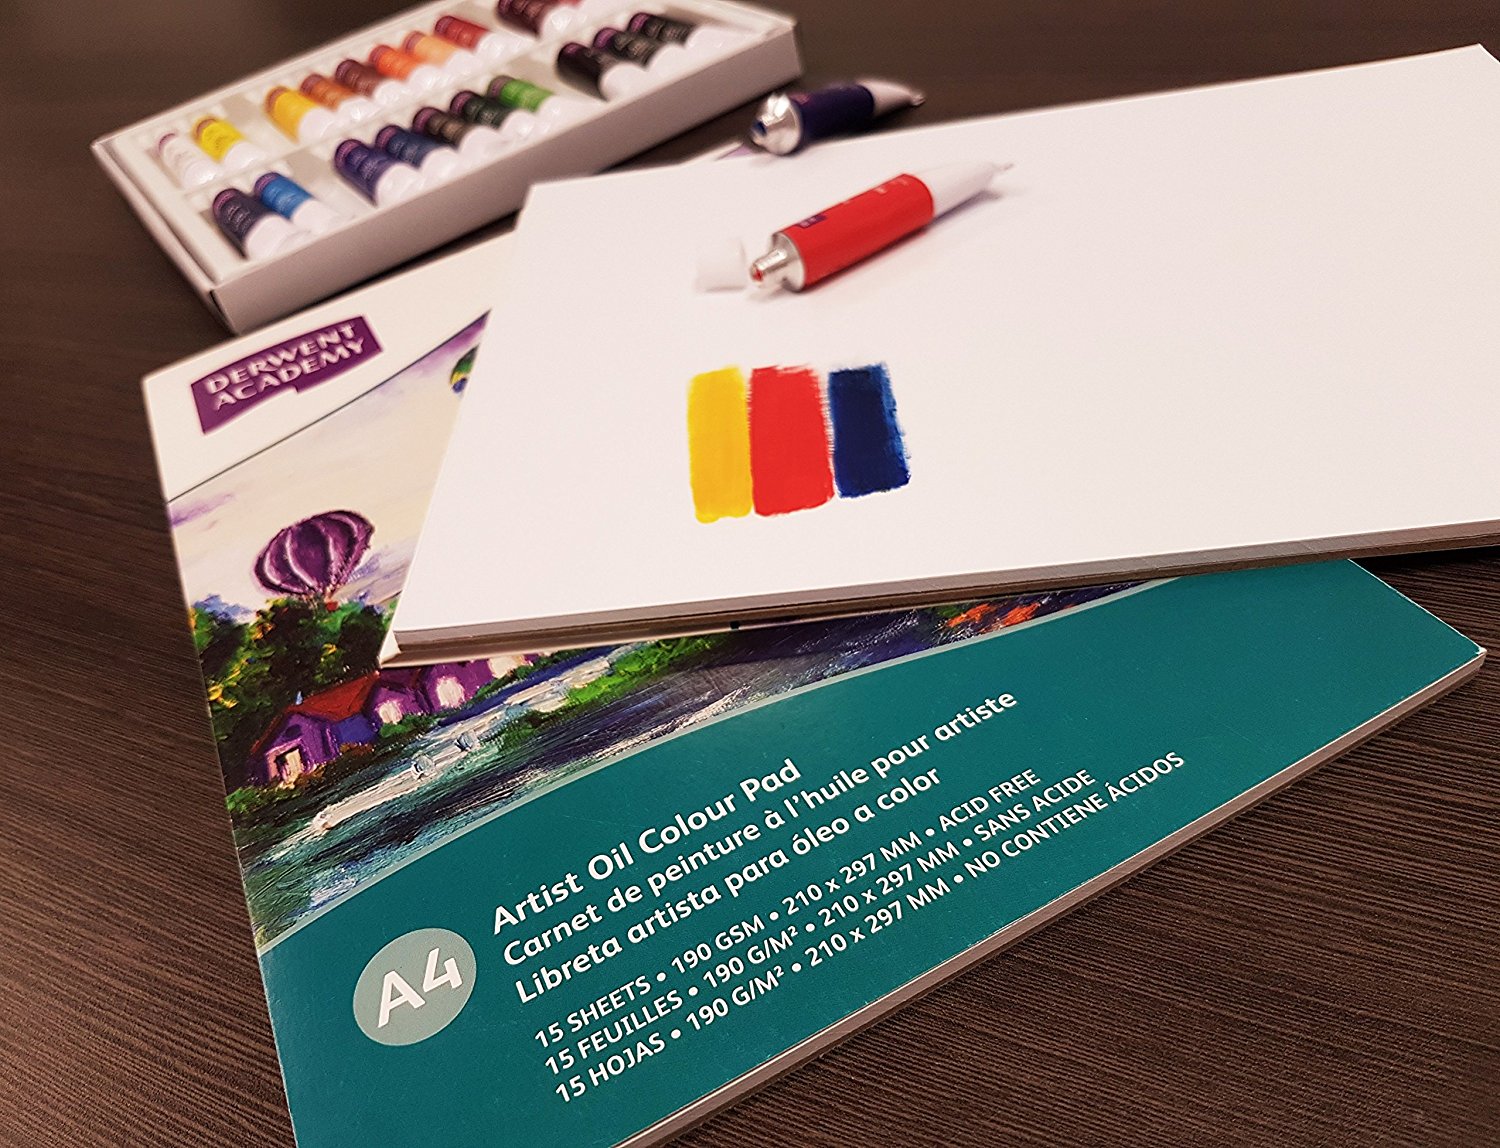 DERWENT
ACADEMY
Artist Oil Colour Pad
Carnet de peinture à l'huile pour artiste
Libreta artista para óleo a color
A4
15 SHEETS • 190 GSM • 210 x 297 MM • ACID FREE
15 FEUILLES • 190 G/M² • 210 x 297 MM • SANS ACIDE
15 HOJAS • 190 G/M² • 210 x 297 MM • NO CONTIENE ÁCIDOS